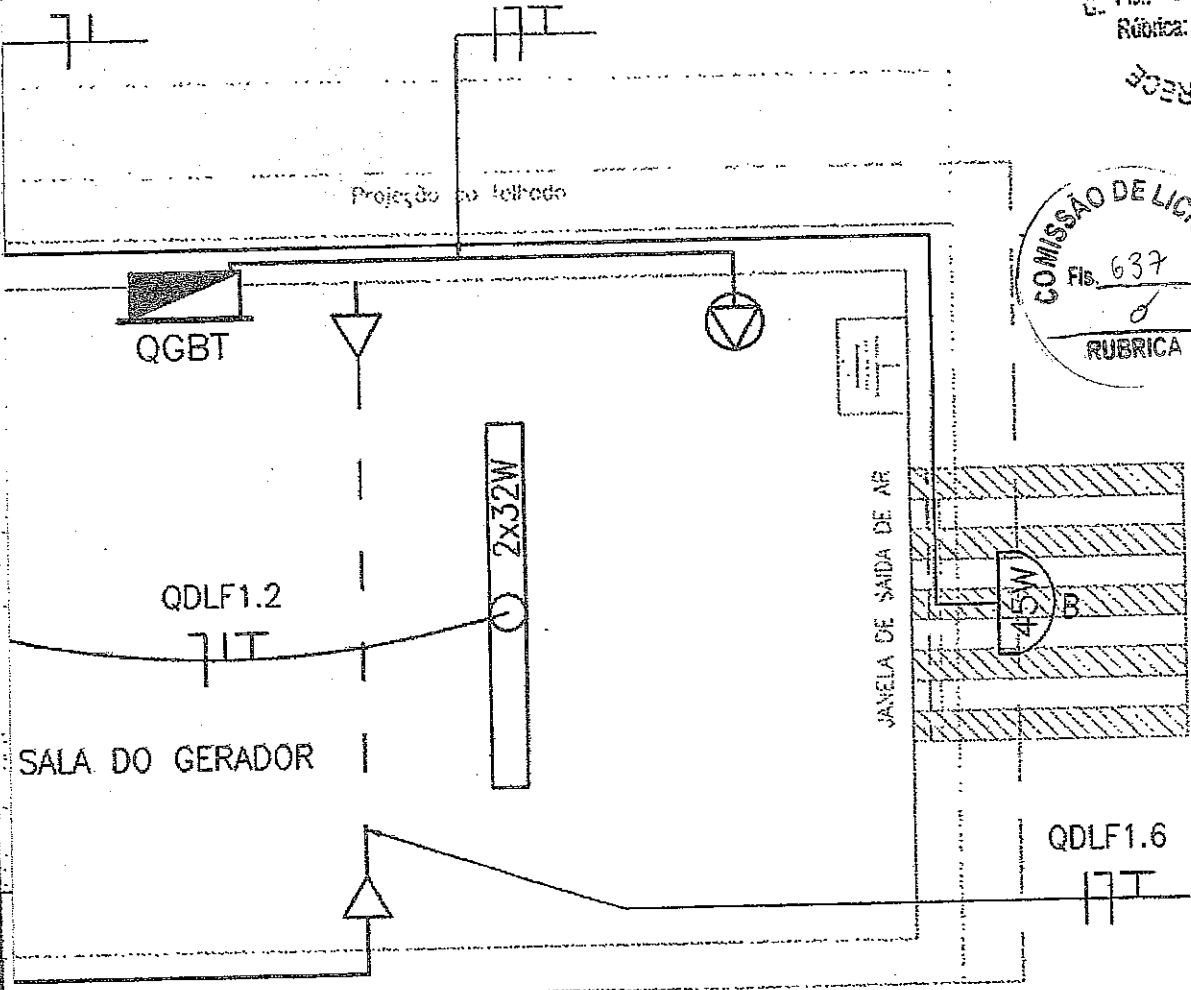 Rúbrica:
Projeção do telhado
COMISSÃO DE LIC
Fls. 637
RUBRICA
QGBT
2x32W
JANELA DE SAÍDA DE AR
45W
B
QDLF1.2
SALA DO GERADOR
QDLF1.6